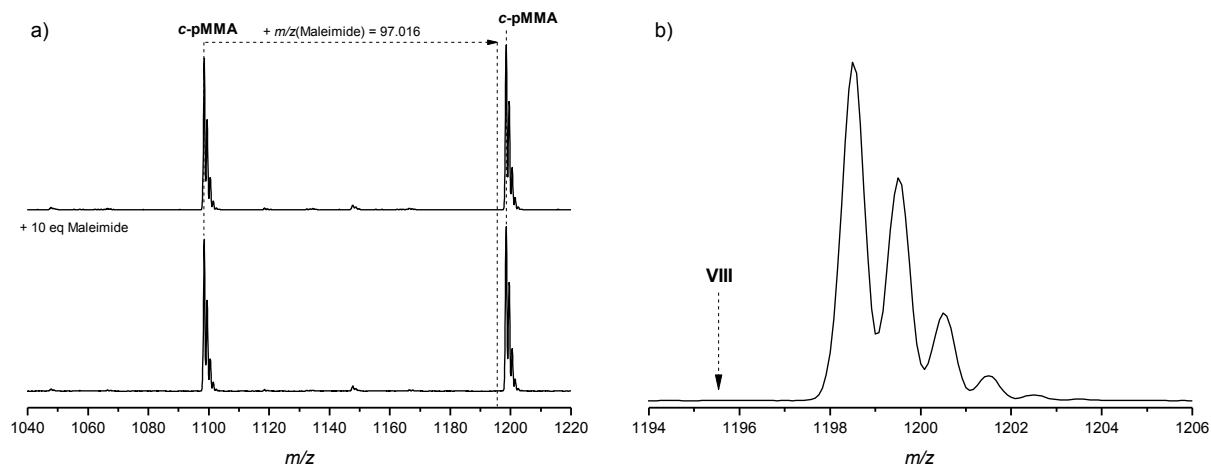 a)
c-pMMA
+ m/z(Maleimide) = 97.016
c-pMMA
+ 10 eq Maleimide
1040 1060 1080 1100 1120 1140 1160 1180 1200 1220
m/z
b)
VIII
1194 1196 1198 1200 1202 1204 1206
m/z